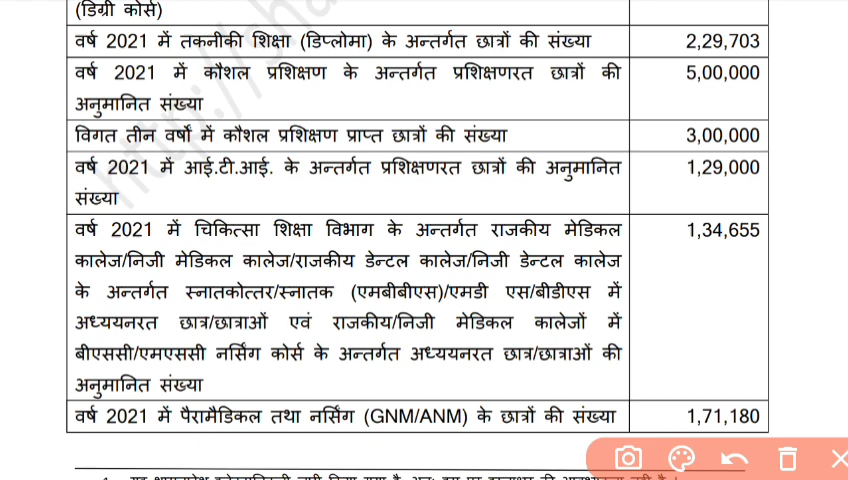 (डिग्री कोर्स)
वर्ष 2021 में तकनीकी शिक्षा (डिप्लोमा) के अन्तर्गत छात्रों की संख्या 2,29,703
वर्ष 2021 में कौशल प्रशिक्षण के अन्तर्गत प्रशिक्षणरत छात्रों की 5,00,000
अनुमानित संख्या
विगत तीन वर्षों में कौशल प्रशिक्षण प्राप्त छात्रों की संख्या 3,00,000
वर्ष 2021 में आई.टी.आई. के अन्तर्गत प्रशिक्षणरत छात्रों की अनुमानित 1,29,000
संख्या
वर्ष 2021 में चिकित्सा शिक्षा विभाग के अन्तर्गत राजकीय मेडिकल 1,34,655
कालेज/निजी मेडिकल कालेज/राजकीय डेन्टल कालेज/निजी डेन्टल कालेज
के अन्तर्गत स्नातकोत्तर/स्नातक (एमबीबीएस)/एमडी एस/बीडीएस में
अध्ययनरत छात्र/छात्राओं एवं राजकीय/निजी मेडिकल कालेजों में
बीएससी/एमएससी नर्सिंग कोर्स के अन्तर्गत अध्ययनरत छात्र/छात्राओं की
अनुमानित संख्या
वर्ष 2021 में पैरामैडिकल तथा नर्सिंग (GNM/ANM) के छात्रों की संख्या 1,71,180